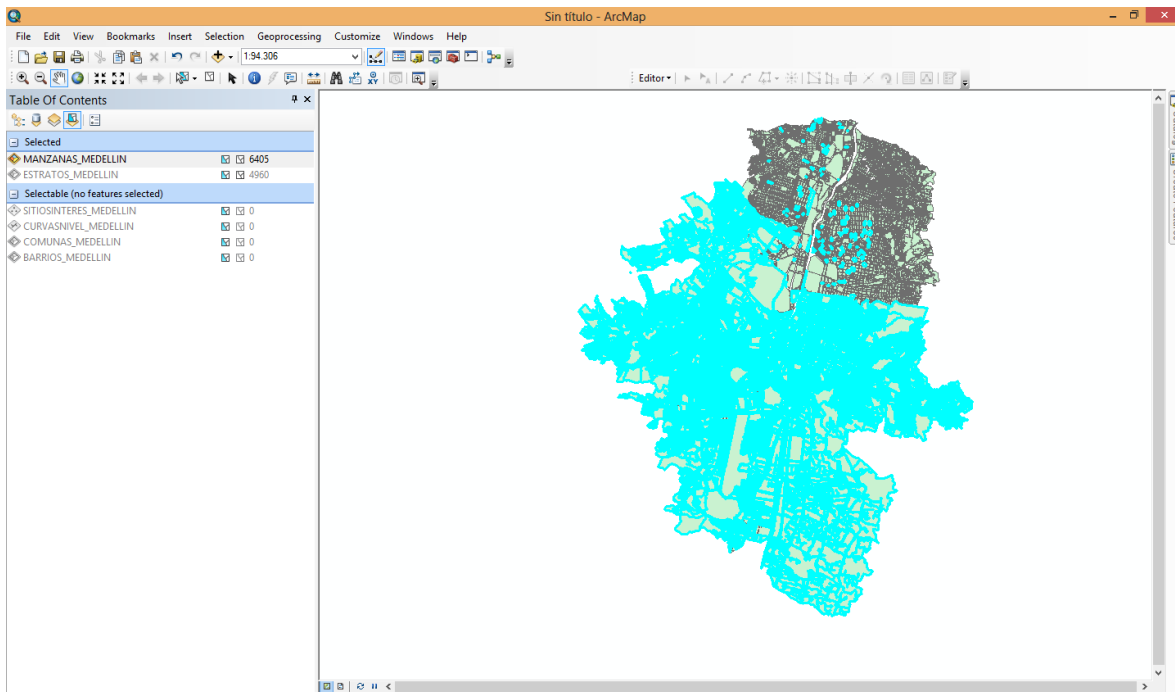 Sin título - ArcMap
File Edit View Bookmarks Insert Selection Geoprocessing Customize Windows Help
1:94.306
Editor
Table Of Contents
Selected
MANZANAS_MEDELLIN 6405
ESTRATOS_MEDELLIN 4960
Selectable (no features selected)
SITIOSINTERES_MEDELLIN 0
CURVASNIVEL_MEDELLIN 0
COMUNAS_MEDELLIN 0
BARRIOS_MEDELLIN 0